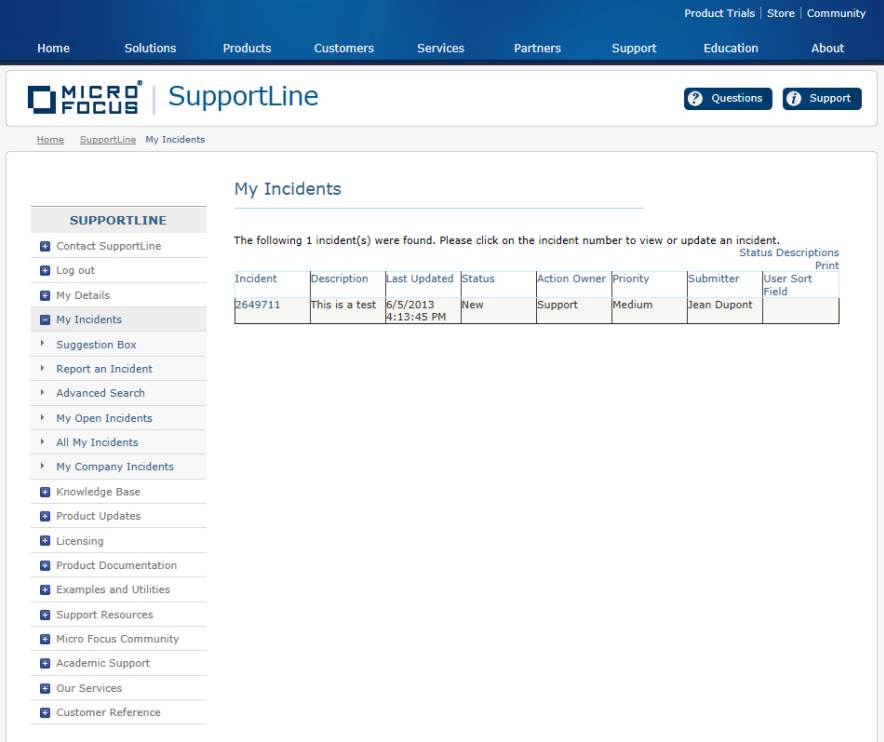 Product Trials | Store | Community
Home Solutions Products Customers Services Partners Support Education About
MICRO FOCUS® | SupportLine
? Questions i Support
Home SupportLine My Incidents
My Incidents
SUPPORTLINE
Contact SupportLine
Log out
My Details
My Incidents
Suggestion Box
Report an Incident
Advanced Search
My Open Incidents
All My Incidents
My Company Incidents
Knowledge Base
Product Updates
Licensing
Product Documentation
Examples and Utilities
Support Resources
Micro Focus Community
Academic Support
Our Services
Customer Reference
The following 1 incident(s) were found. Please click on the incident number to view or update an incident.
Status Descriptions
Print
Incident Description Last Updated Status Action Owner Priority Submitter User Sort Field
2649711 This is a test 6/5/2013 4:13:45 PM New Support Medium Jean Dupont